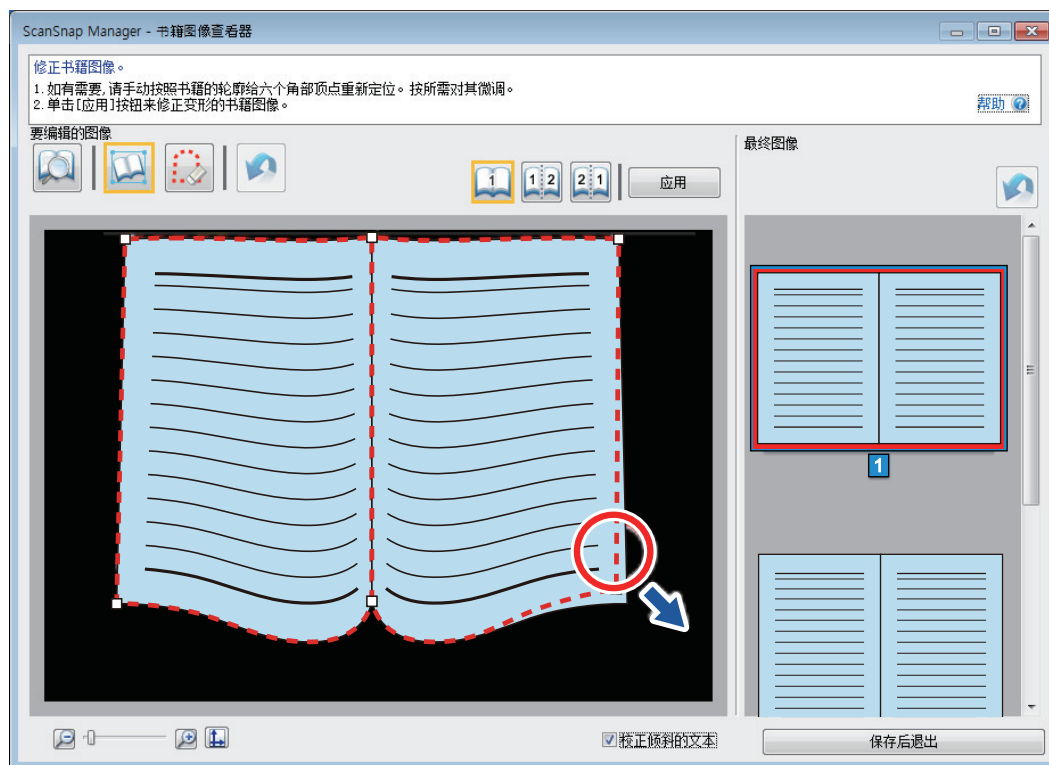 ScanSnap Manager - 书籍图像查看器
修正书籍图像。
1. 如有需要, 请手动按照书籍的轮廓给六个角部顶点重新定位。按所需对其微调。
2. 单击[应用]按钮来修正变形的书籍图像。
帮助 ?
要编辑的图像
1
1 2
2 1
应用
最终图像
1
校正倾斜的文本
保存后退出